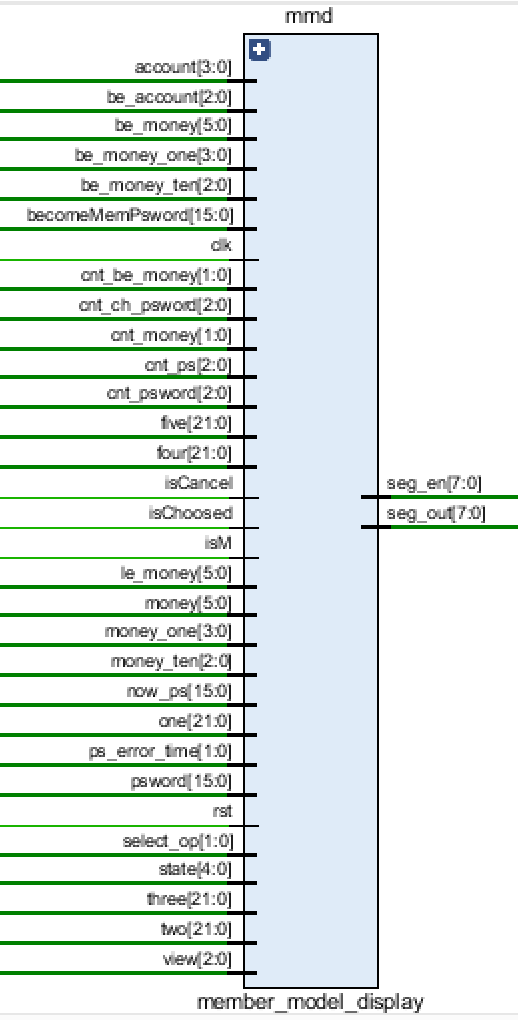 mmd
account[3:0]
be_account[2:0]
be_money[5:0]
be_money_one[3:0]
be_money_ten[2:0]
becomeMemPsword[15:0]
clk
cnt_be_money[1:0]
cnt_ch_psword[2:0]
cnt_money[1:0]
cnt_ps[2:0]
cnt_psword[2:0]
five[21:0]
four[21:0]
isCancel
seg_en[7:0]
isChoosed
seg_out[7:0]
isM
le_money[5:0]
money[5:0]
money_one[3:0]
money_ten[2:0]
now_ps[15:0]
one[21:0]
ps_error_time[1:0]
psword[15:0]
rst
select_op[1:0]
state[4:0]
three[21:0]
two[21:0]
view[2:0]
member_model_display